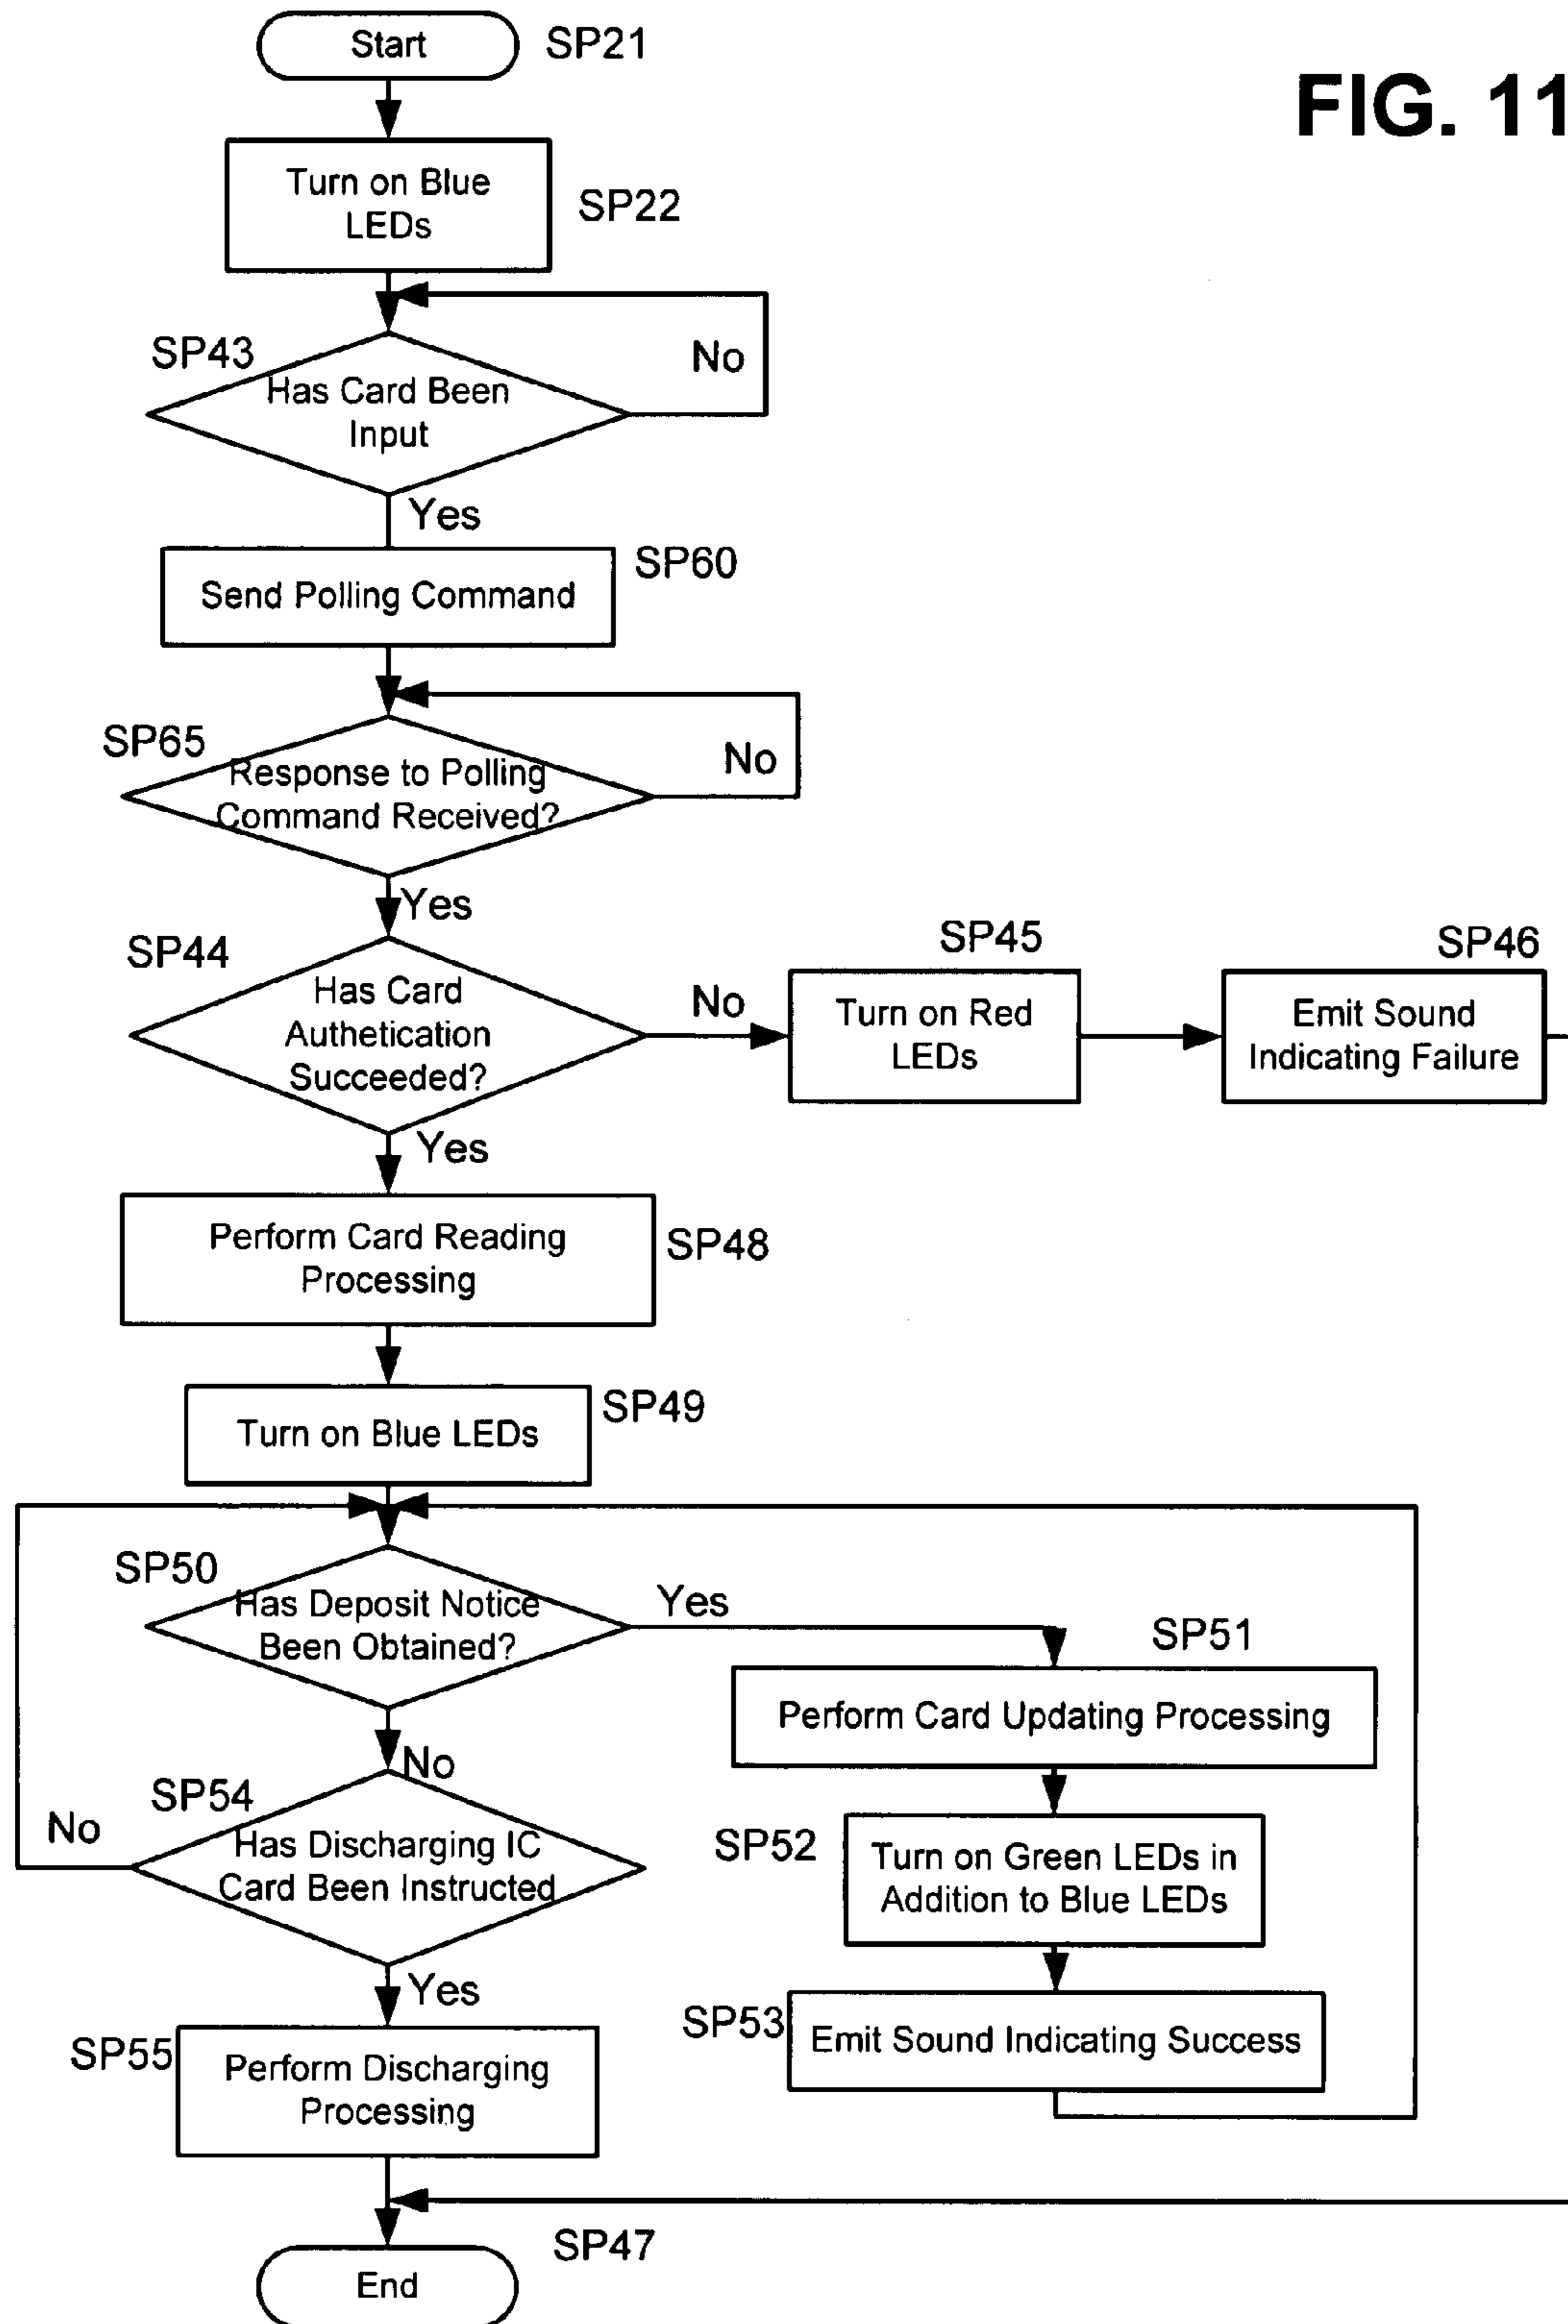 Start
SP21
FIG. 11
Turn on Blue
LEDs
SP22
SP43
Has Card Been
Input
No
Yes
Send Polling Command
SP60
SP65
Response to Polling
Command Received?
No
Yes
SP44
Has Card
Authetication
Succeeded?
No
SP45
Turn on Red
LEDs
SP46
Emit Sound
Indicating Failure
Yes
Perform Card Reading
Processing
SP48
Turn on Blue LEDs
SP49
SP50
Has Deposit Notice
Been Obtained?
Yes
SP51
Perform Card Updating Processing
No
SP54
Has Discharging IC
Card Been Instructed
No
SP52
Turn on Green LEDs in
Addition to Blue LEDs
Yes
SP53
Emit Sound Indicating Success
SP55
Perform Discharging
Processing
SP47
End